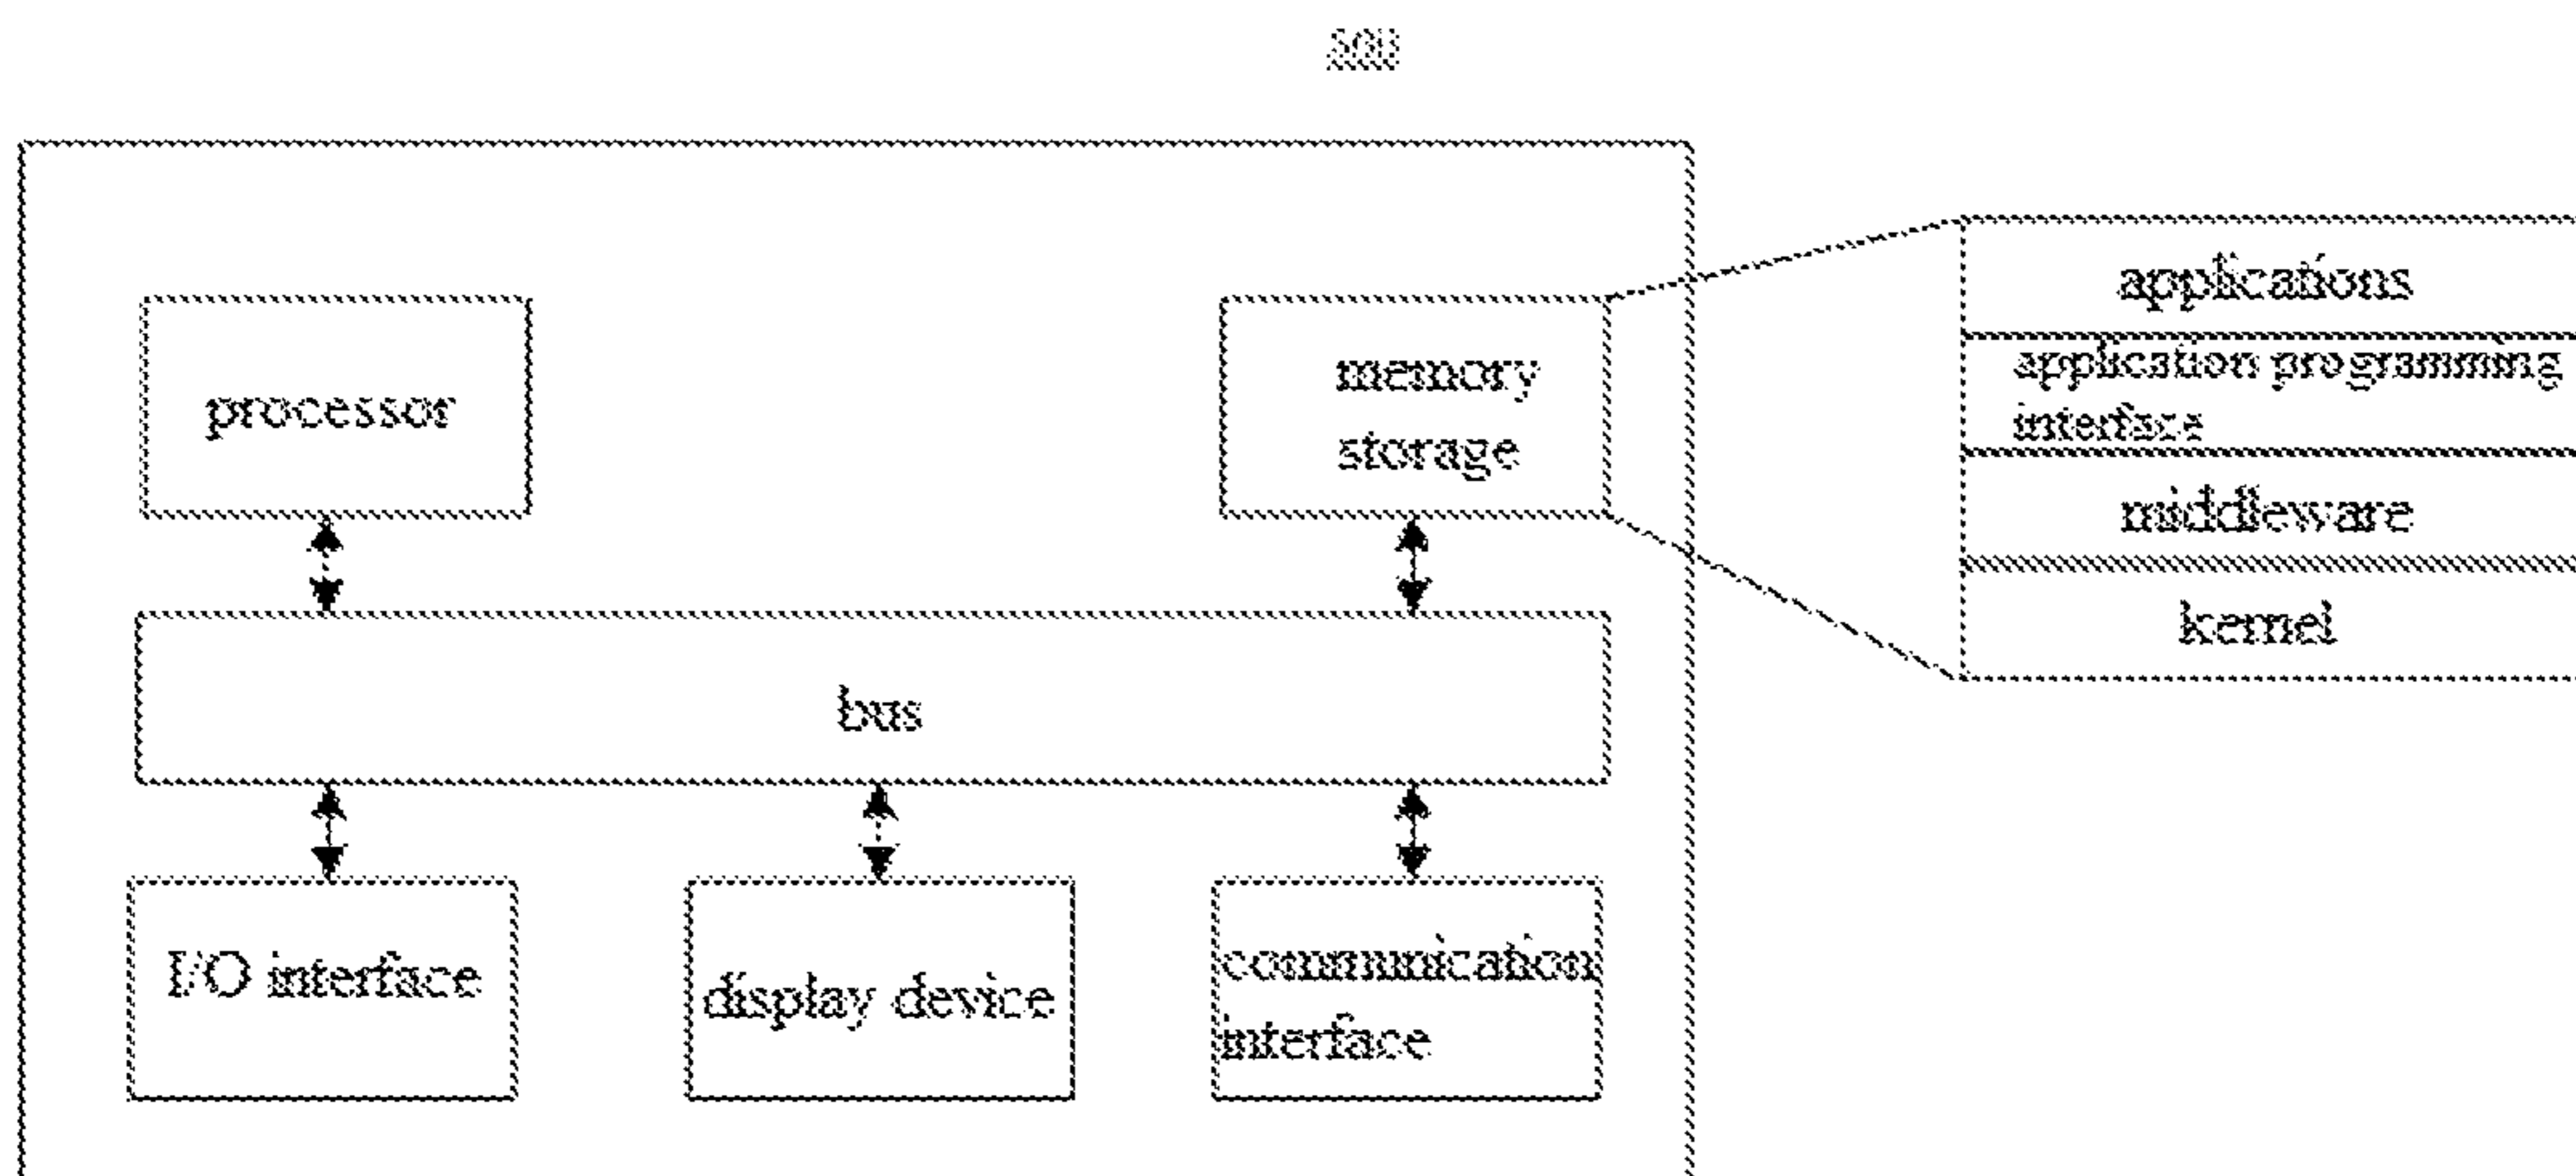 processor
memory
storage
applications
application programming
interface
middleware
kernel
bus
I/O interface
display device
communication
interface